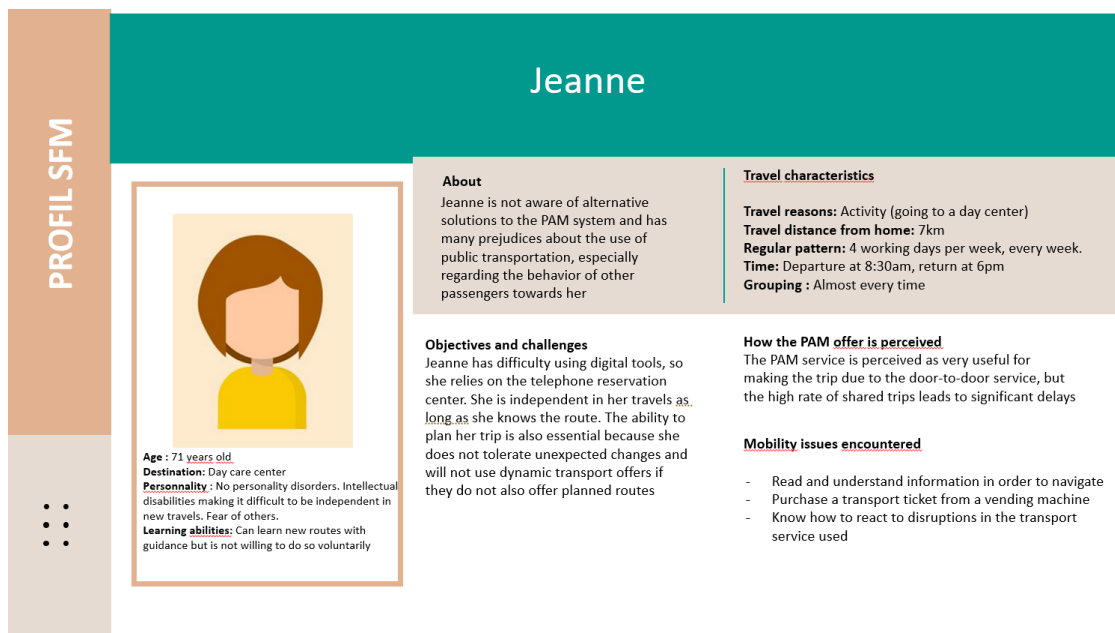 PROFIL SFM
Jeanne
Age : 71 years old
Destination: Day care center
Personnality : No personality disorders. Intellectual
disabilities making it difficult to be independent in
new travels. Fear of others.
Learning abilities: Can learn new routes with
guidance but is not willing to do so voluntarily
About
Jeanne is not aware of alternative
solutions to the PAM system and has
many prejudices about the use of
public transportation, especially
regarding the behavior of other
passengers towards her
Objectives and challenges
Jeanne has difficulty using digital tools, so
she relies on the telephone reservation
center. She is independent in her travels as
long as she knows the route. The ability to
plan her trip is also essential because she
does not tolerate unexpected changes and
will not use dynamic transport offers if
they do not also offer planned routes
Travel characteristics
Travel reasons: Activity (going to a day center)
Travel distance from home: 7km
Regular pattern: 4 working days per week, every week.
Time: Departure at 8:30am, return at 6pm
Grouping : Almost every time
How the PAM offer is perceived
The PAM service is perceived as very useful for
making the trip due to the door-to-door service, but
the high rate of shared trips leads to significant delays
Mobility issues encountered
- Read and understand information in order to navigate
- Purchase a transport ticket from a vending machine
- Know how to react to disruptions in the transport
service used